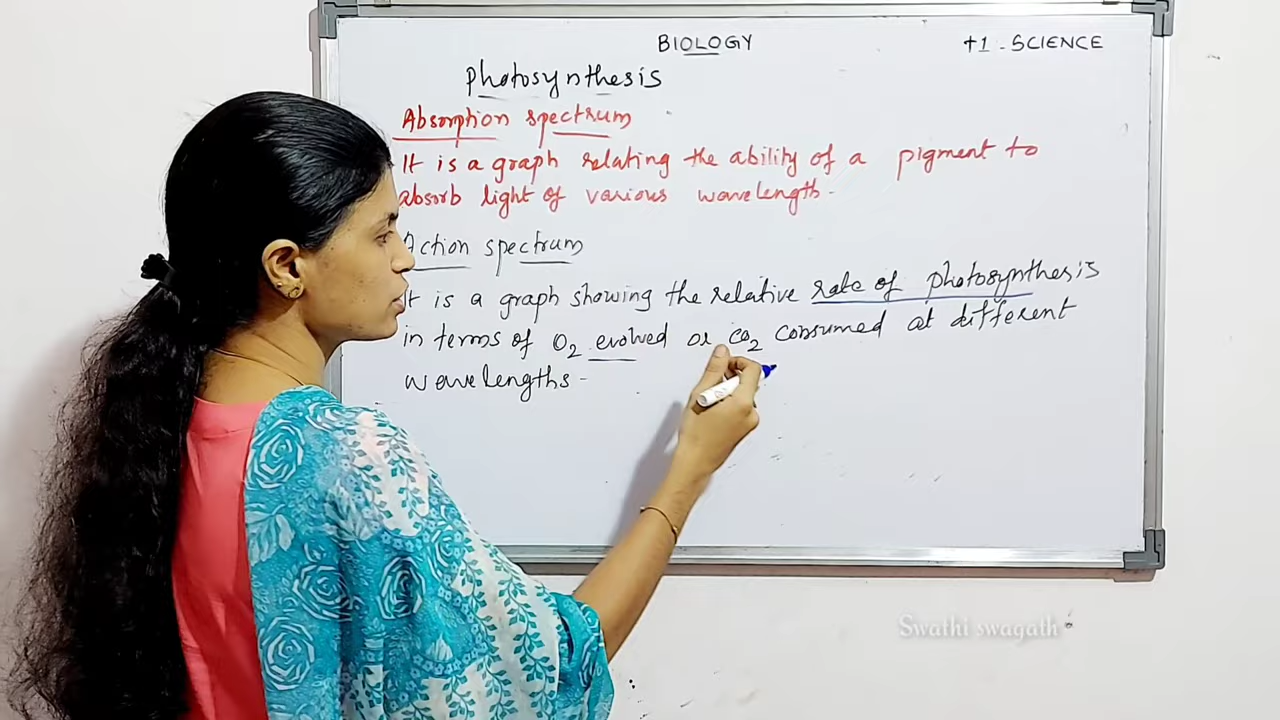 BIOLOGY
+1 - SCIENCE
Photosynthesis
Absorption spectrum
It is a graph relating the ability of a pigment to
absorb light of various wavelength.
Action spectrum
It is a graph showing the relative rate of photosynthesis
in terms of O2 evolved or CO2 consumed at different
wavelengths -
Swathi swagath